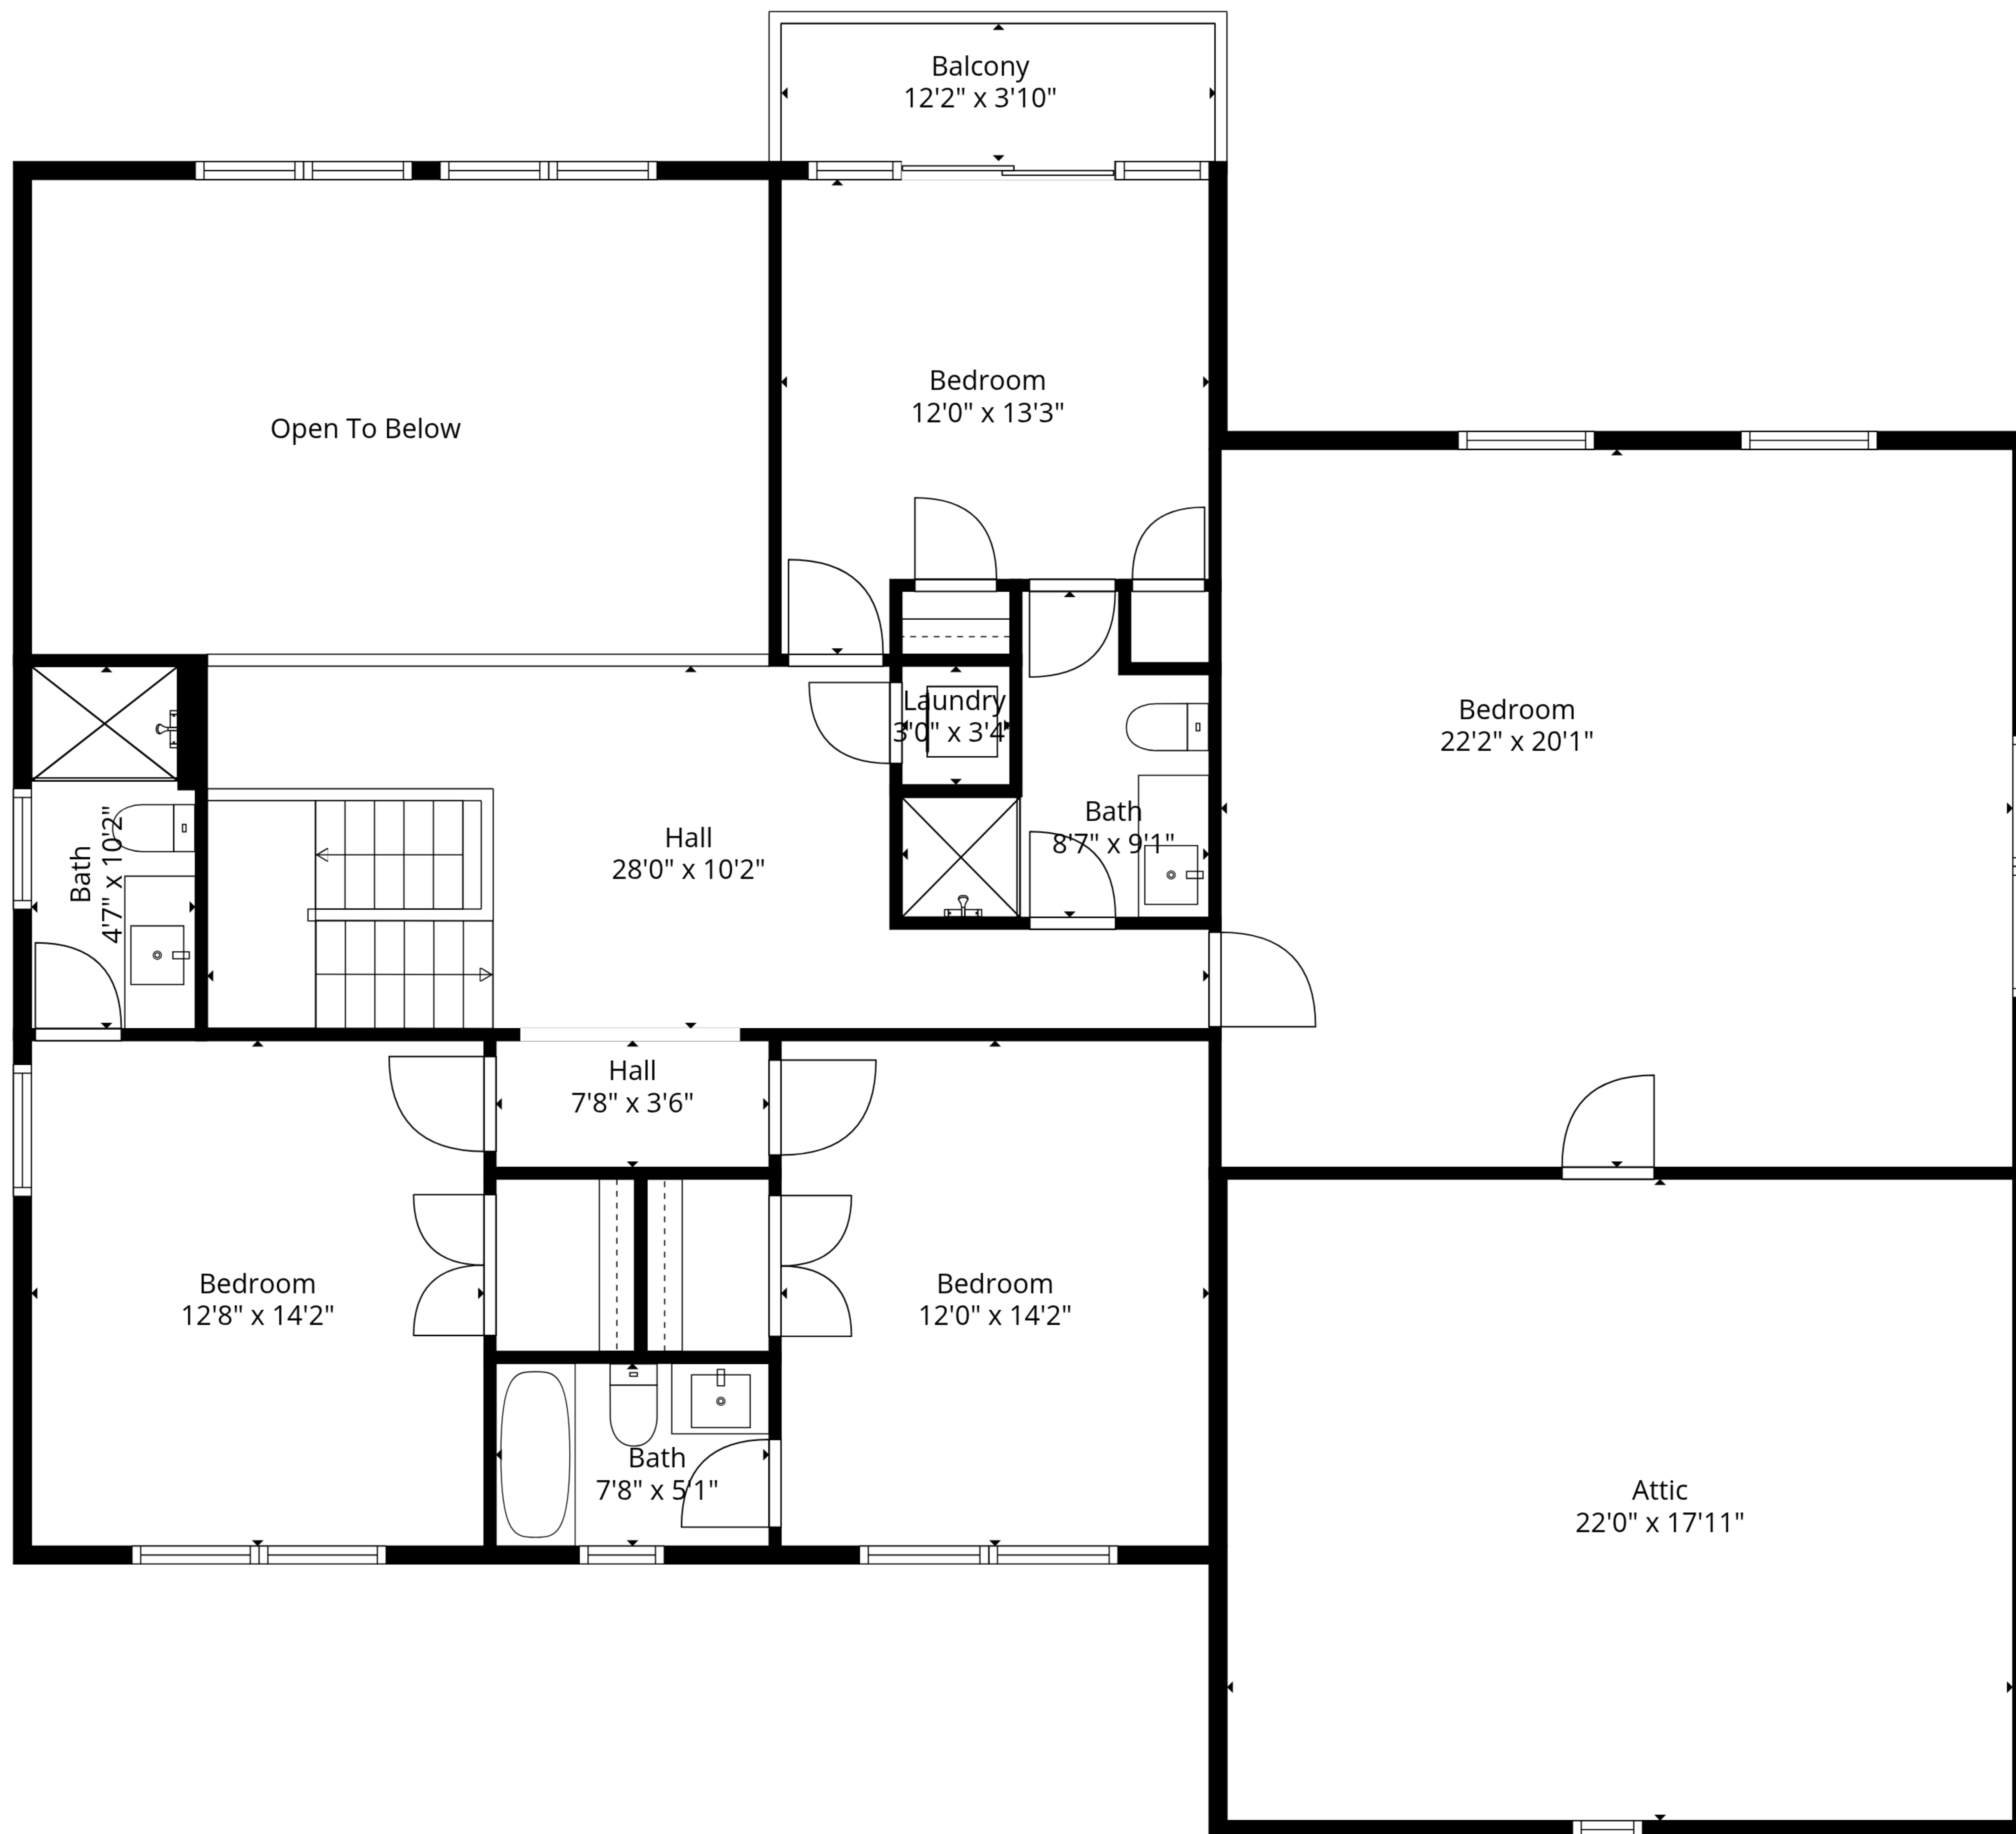 Balcony
12'2" x 3'10"
Bedroom
12'0" x 13'3"
Open To Below
Bedroom
22'2" x 20'1"
Laundry
3'0" x 3'4"
Bath
8'7" x 9'1"
Bath
4'7" x 10'2"
Hall
28'0" x 10'2"
Hall
7'8" x 3'6"
Bedroom
12'8" x 14'2"
Bedroom
12'0" x 14'2"
Bath
7'8" x 5'1"
Attic
22'0" x 17'11"